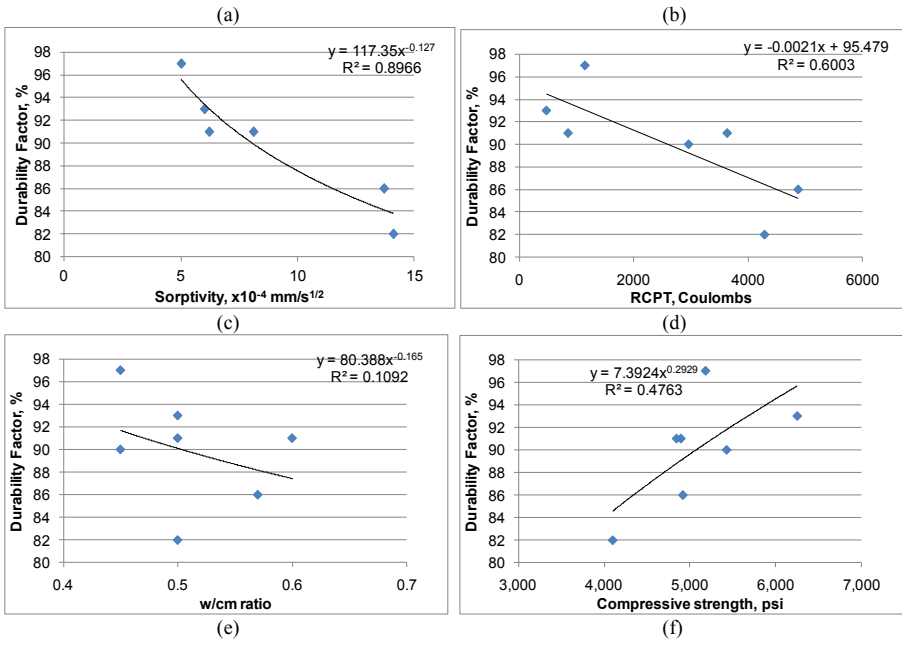 (a)
(b)
y = 117.35x^-0.127
R² = 0.8966
Durability Factor, %
98
96
94
92
90
88
86
84
82
80
0
5
10
15
Sorptivity, x10^-4 mm/s^1/2
y = -0.0021x + 95.479
R² = 0.6003
Durability Factor, %
98
96
94
92
90
88
86
84
82
80
0
2000
4000
6000
RCPT, Coulombs
(c)
(d)
y = 80.388x^-0.165
R² = 0.1092
Durability Factor, %
98
96
94
92
90
88
86
84
82
80
0.4
0.5
0.6
0.7
w/cm ratio
y = 7.3924x^0.2929
R² = 0.4763
Durability Factor, %
98
96
94
92
90
88
86
84
82
80
3,000
4,000
5,000
6,000
7,000
Compressive strength, psi
(e)
(f)